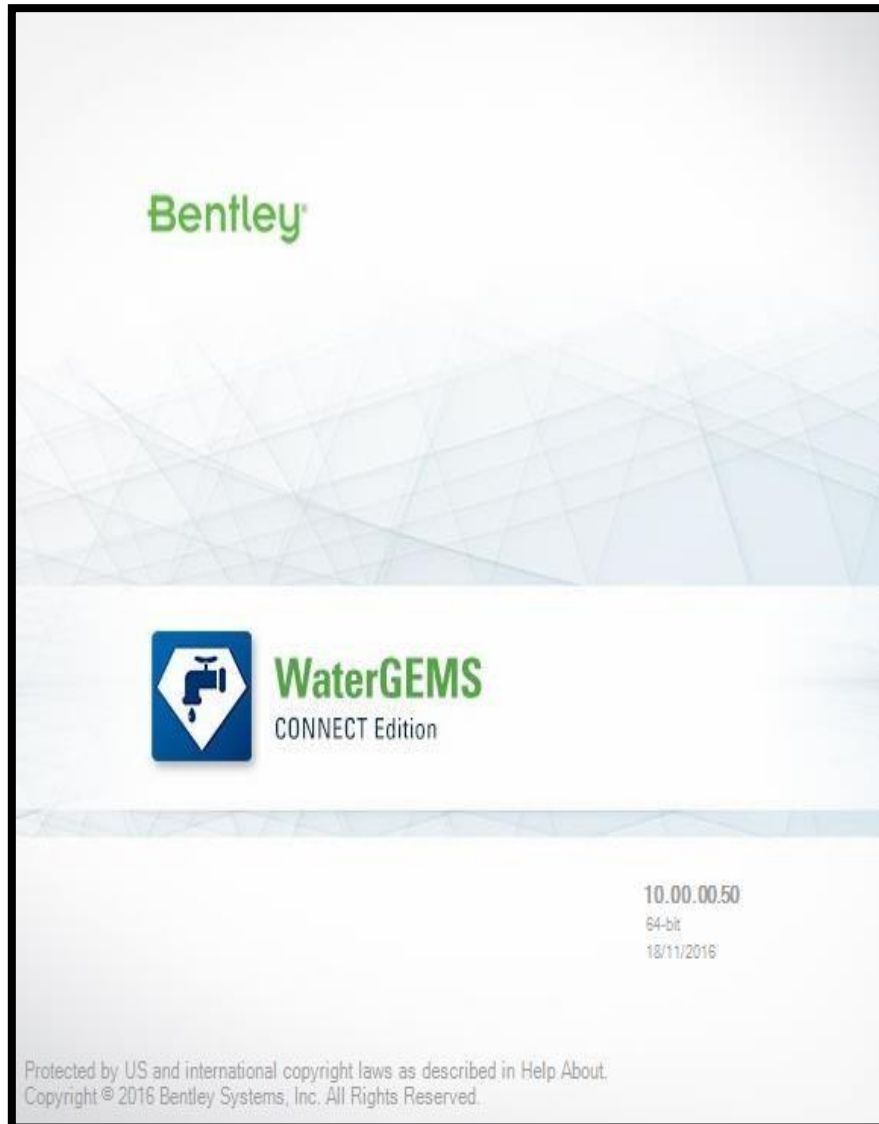 Bentley®
WaterGEMS
CONNECT Edition
10.00.00.50
64-bit
18/11/2016
Protected by US and international copyright laws as described in Help About.
Copyright © 2016 Bentley Systems, Inc. All Rights Reserved.